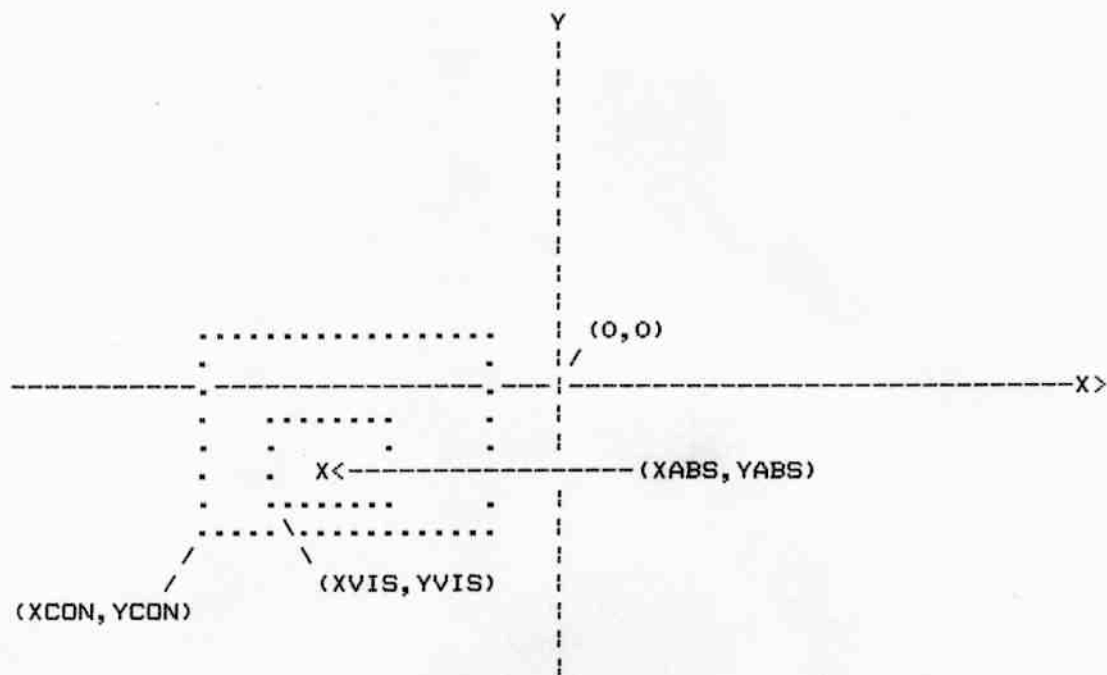 Y
(0,0)
X>
X<
(XABS,YABS)
(XVIS,YVIS)
(XCON,YCON)